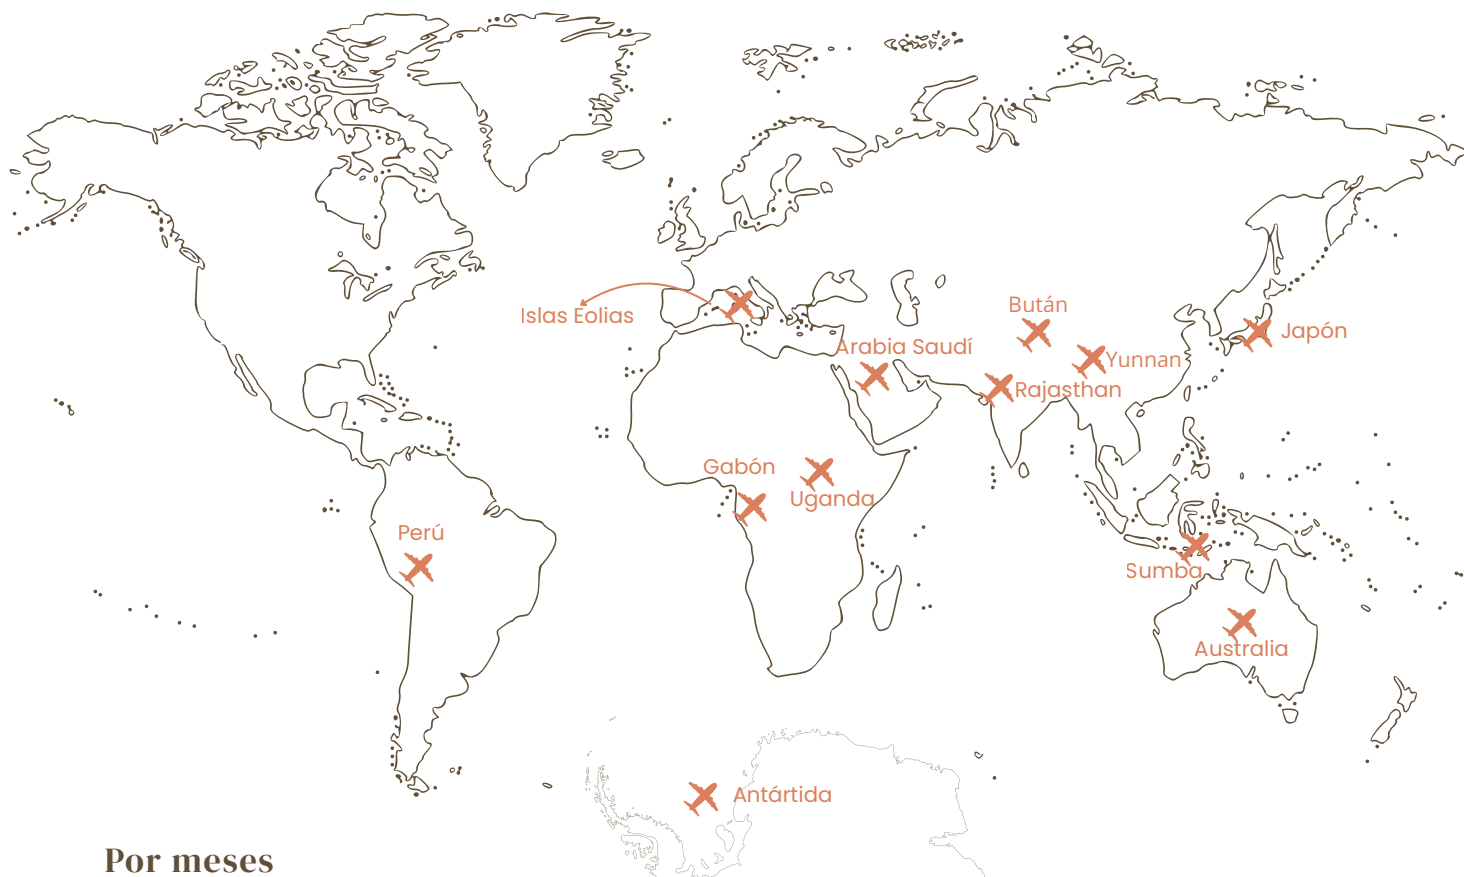 Bután
Islas Eolias
Japón
Arabia Saudí
Yunnan
Rajasthan
Gabón
Uganda
Perú
Sumba
Australia
Antártida
Por meses